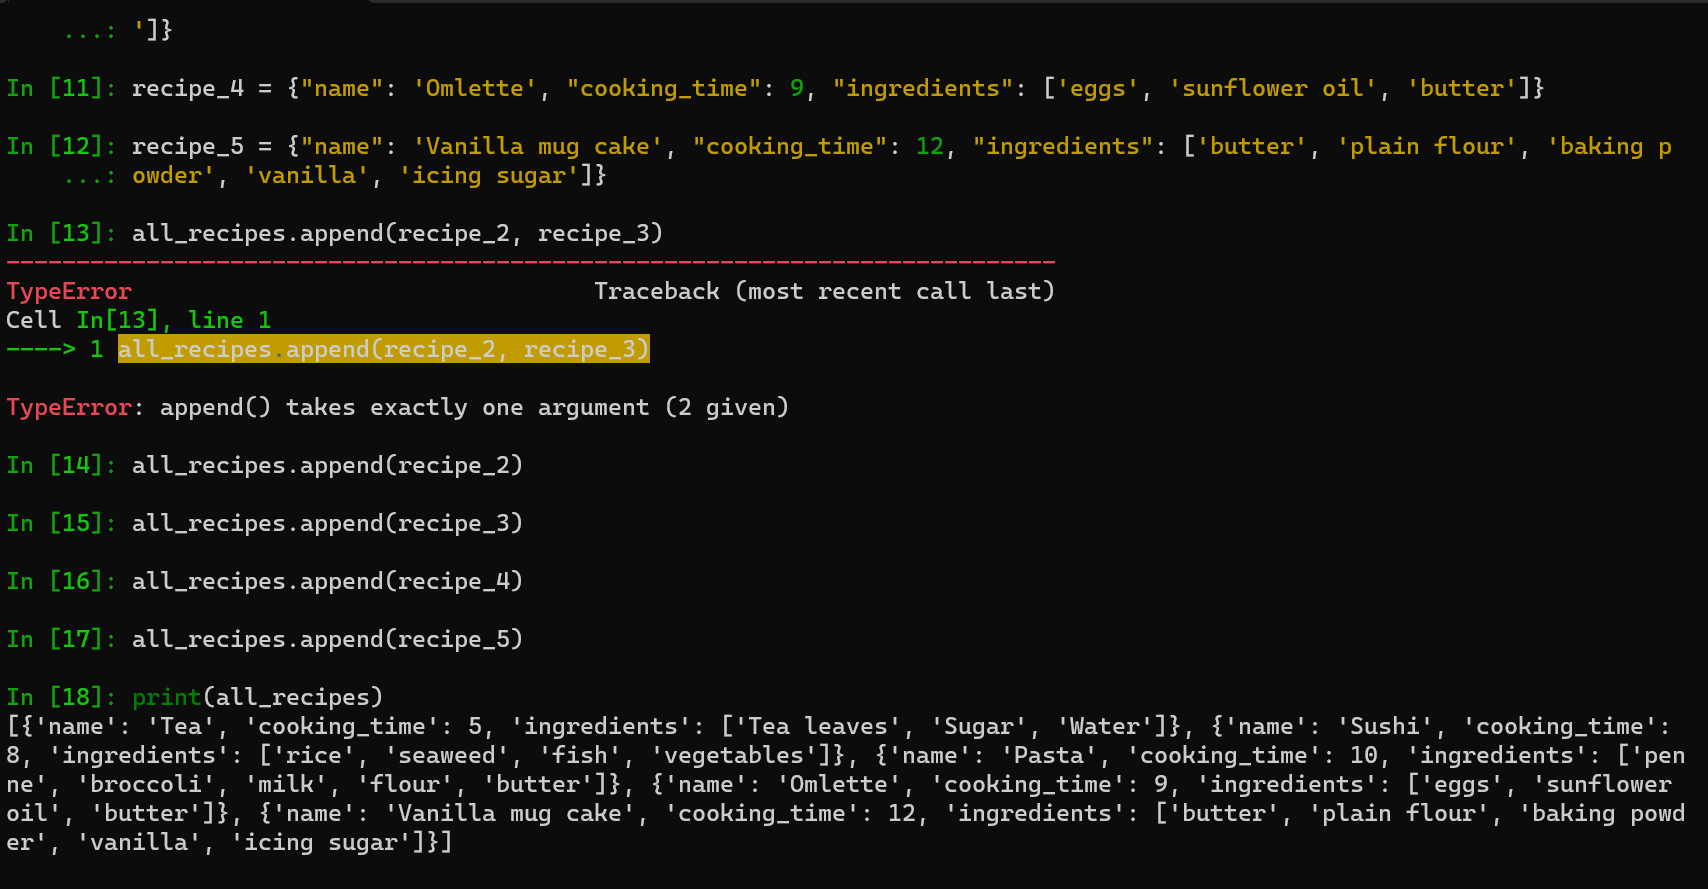 ...: ']}
In [11]: recipe_4 = {"name": 'Omlette', "cooking_time": 9, "ingredients": ['eggs', 'sunflower oil', 'butter']}
In [12]: recipe_5 = {"name": 'Vanilla mug cake', "cooking_time": 12, "ingredients": ['butter', 'plain flour', 'baking p
...: owder', 'vanilla', 'icing sugar']}
In [13]: all_recipes.append(recipe_2, recipe_3)
---------------------------------------------------------------------------
TypeError                                 Traceback (most recent call last)
Cell In[13], line 1
----> 1 all_recipes.append(recipe_2, recipe_3)
TypeError: append() takes exactly one argument (2 given)
In [14]: all_recipes.append(recipe_2)
In [15]: all_recipes.append(recipe_3)
In [16]: all_recipes.append(recipe_4)
In [17]: all_recipes.append(recipe_5)
In [18]: print(all_recipes)
[{'name': 'Tea', 'cooking_time': 5, 'ingredients': ['Tea leaves', 'Sugar', 'Water']}, {'name': 'Sushi', 'cooking_time':
8, 'ingredients': ['rice', 'seaweed', 'fish', 'vegetables']}, {'name': 'Pasta', 'cooking_time': 10, 'ingredients': ['pen
ne', 'broccoli', 'milk', 'flour', 'butter']}, {'name': 'Omlette', 'cooking_time': 9, 'ingredients': ['eggs', 'sunflower
oil', 'butter']}, {'name': 'Vanilla mug cake', 'cooking_time': 12, 'ingredients': ['butter', 'plain flour', 'baking powd
er', 'vanilla', 'icing sugar']}]